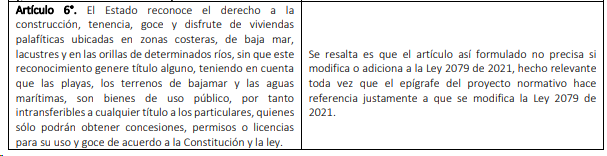 Artículo 6°. El Estado reconoce el derecho a la
construcción, tenencia, goce y disfrute de viviendas
palafíticas ubicadas en zonas costeras, de baja mar,
lacustres y en las orillas de determinados ríos, sin que este
reconocimiento genere título alguno, teniendo en cuenta
que las playas, los terrenos de bajamar y las aguas
marítimas, son bienes de uso público, por tanto
intransferibles a cualquier título a los particulares, quienes
sólo podrán obtener concesiones, permisos o licencias
para su uso y goce de acuerdo a la Constitución y la ley.
Se resalta es que el artículo así formulado no precisa si
modifica o adiciona a la Ley 2079 de 2021, hecho relevante
toda vez que el epígrafe del proyecto normativo hace
referencia justamente a que se modifica la Ley 2079 de
2021.